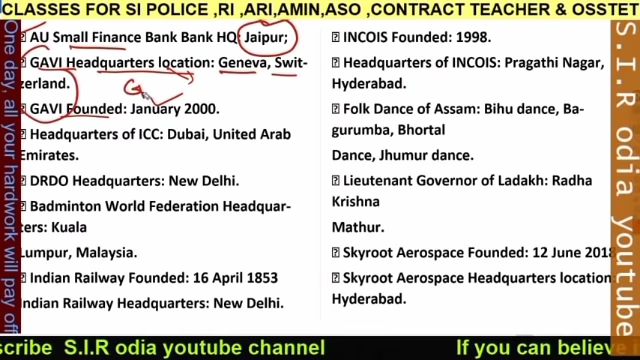 CLASSES FOR SI POLICE ,RI ,ARI,AMIN,ASO ,CONTRACT TEACHER & OSSTET
One day, all your hardwork will pay off
AU Small Finance Bank Bank HQ: Jaipur;
GAVI Headquarters location: Geneva, Swit-
zerland.
GAVI Founded: January 2000.
Headquarters of ICC: Dubai, United Arab
Emirates.
DRDO Headquarters: New Delhi.
Badminton World Federation Headquar-
ters: Kuala
Lumpur, Malaysia.
Indian Railway Founded: 16 April 1853
Indian Railway Headquarters: New Delhi.
INCOIS Founded: 1998.
Headquarters of INCOIS: Pragathi Nagar,
Hyderabad.
Folk Dance of Assam: Bihu dance, Ba-
gurumba, Bhortal
Dance, Jhumur dance.
Lieutenant Governor of Ladakh: Radha
Krishna
Mathur.
Skyroot Aerospace Founded: 12 June 2018
Skyroot Aerospace Headquarters location
Hyderabad.
S.I.R odia youtube
scribe S.I.R odia youtube channel
If you can believe i